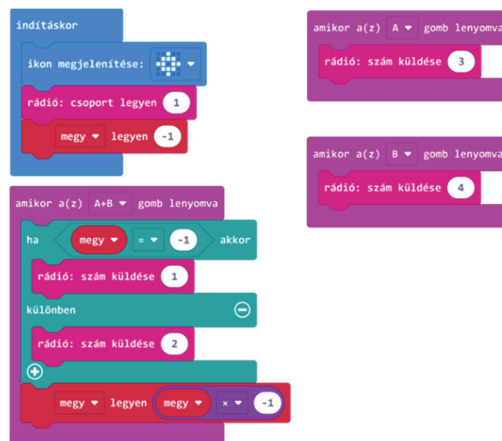 indításkor
ikon megjelenítése:
rádió: csoport legyen 1
megy legyen -1
amikor a(z) A+B gomb lenyomva
ha megy = -1 akkor
rádió: szám küldése 1
különben
rádió: szám küldése 2
megy legyen megy × -1
amikor a(z) A gomb lenyomva
rádió: szám küldése 3
amikor a(z) B gomb lenyomva
rádió: szám küldése 4